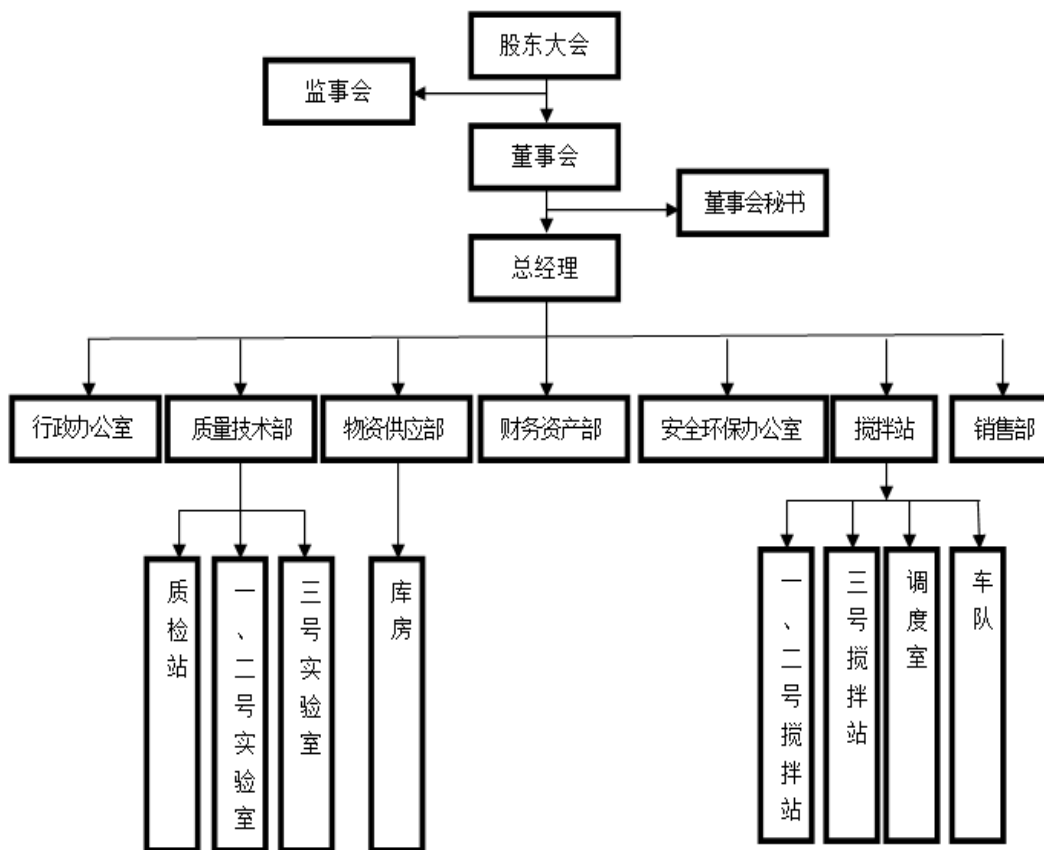 股东大会
监事会
董事会
董事会秘书
总经理
行政办公室
质量技术部
物资供应部
财务资产部
安全环保办公室
搅拌站
销售部
质检站
一、二号实验室
三号实验室
库房
一、二号搅拌站
三号搅拌站
调度室
车队